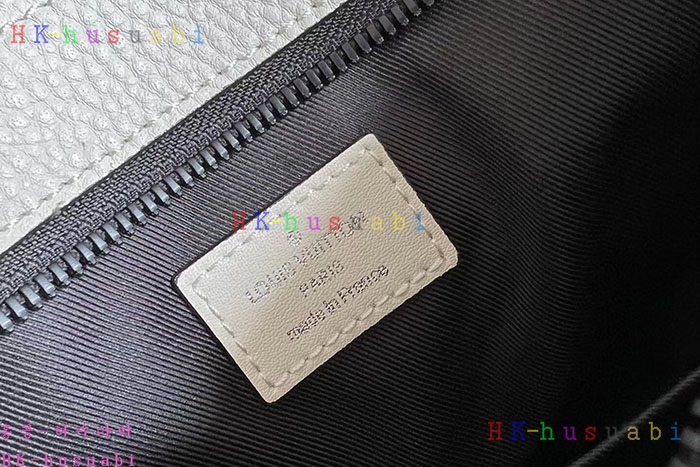 HK-husuabi
HK-husuabi
LOUIS VUITTON
PARIS
made in France
HK-husuabi
HK-husuabi